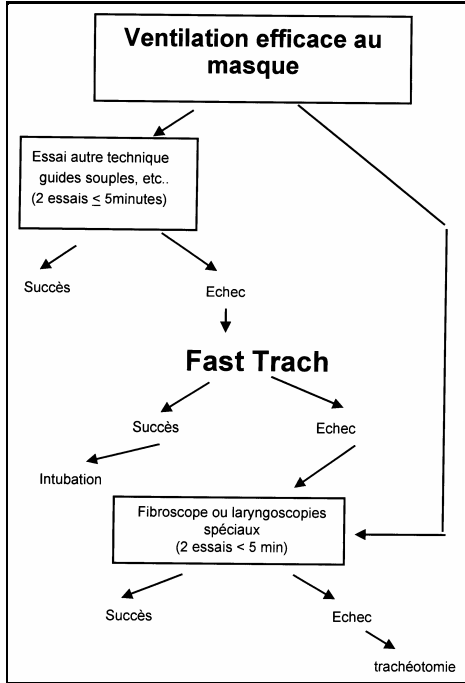 Ventilation efficace au
masque
Essai autre technique
guides souples, etc..
(2 essais ≤ 5minutes)
Succès
Echec
Fast Trach
Succès
Echec
Intubation
Fibroscope ou laryngoscopies
spéciaux
(2 essais < 5 min)
Succès
Echec
trachéotomie